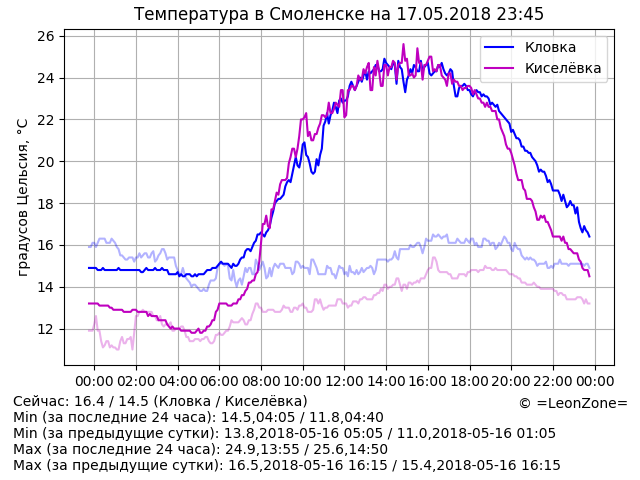 Температура в Смоленске на 17.05.2018 23:45
градусов Цельсия, °C
26
24
22
20
18
16
14
12
Кловка
Киселёвка
00:00 02:00 04:00 06:00 08:00 10:00 12:00 14:00 16:00 18:00 20:00 22:00 00:00
© =LeonZone=
Сейчас: 16.4 / 14.5 (Кловка / Киселёвка)
Min (за последние 24 часа): 14.5,04:05 / 11.8,04:40
Min (за предыдущие сутки): 13.8,2018-05-16 05:05 / 11.0,2018-05-16 01:05
Max (за последние 24 часа): 24.9,13:55 / 25.6,14:50
Max (за предыдущие сутки): 16.5,2018-05-16 16:15 / 15.4,2018-05-16 16:15